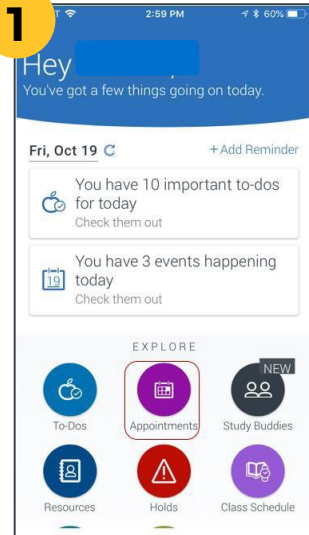 1
2:59 PM
60%
Hey
You've got a few things going on today.
Fri, Oct 19
+ Add Reminder
You have 10 important to-dos
for today
Check them out
19
You have 3 events happening
today
Check them out
EXPLORE
NEW
To-Dos
Appointments
Study Buddies
Resources
Holds
Class Schedule